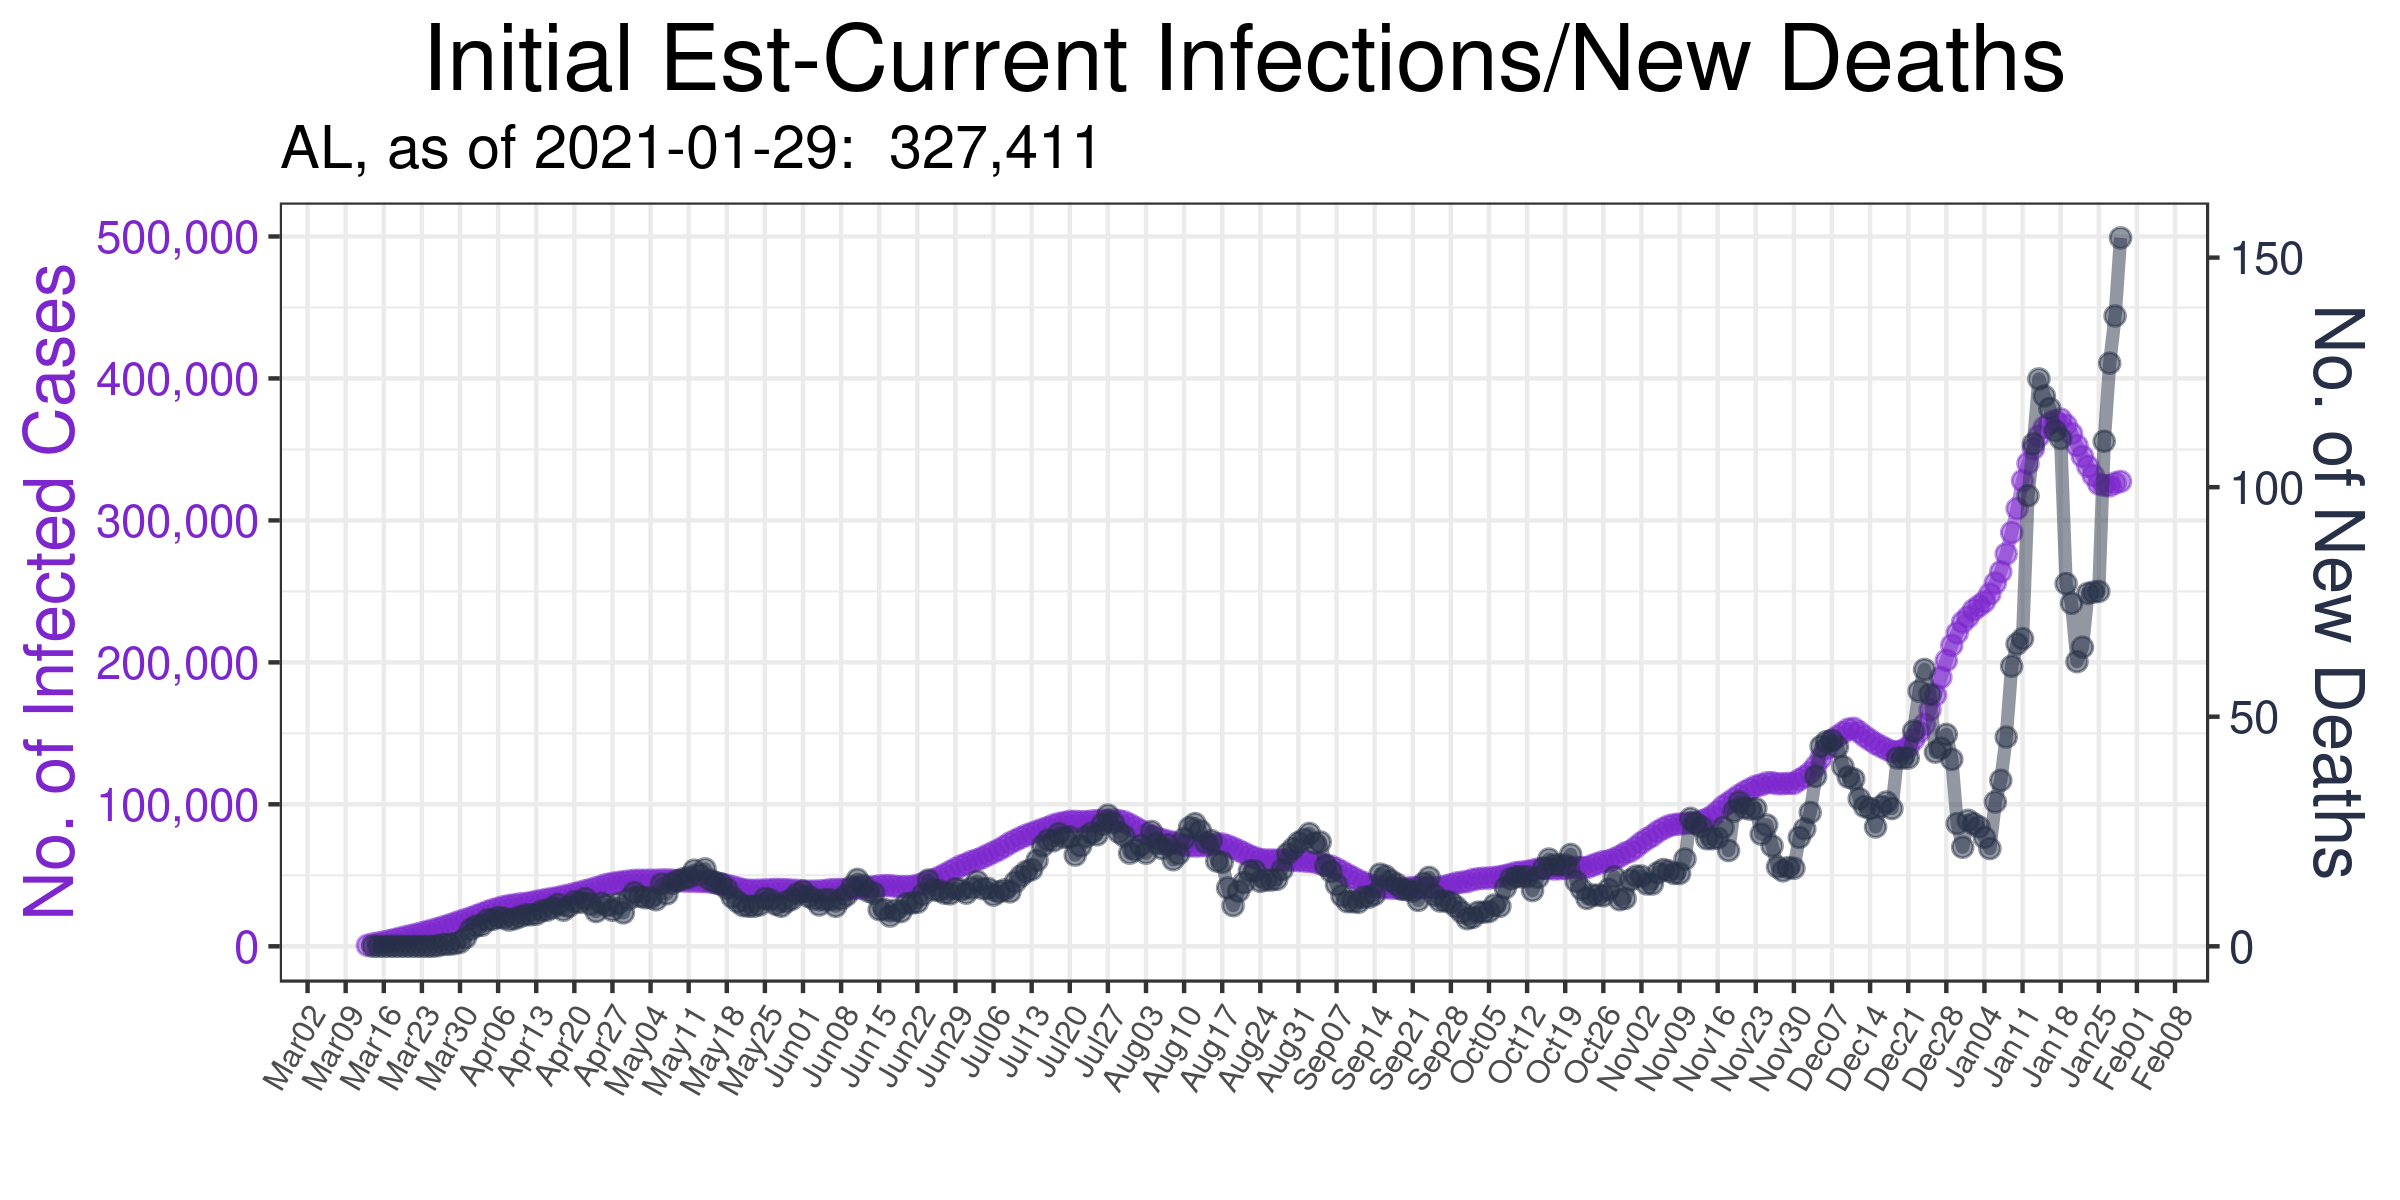 Initial Est-Current Infections/New Deaths
AL, as of 2021-01-29:  327,411
No. of Infected Cases
500,000
400,000
300,000
200,000
100,000
0
150
100
50
0
No. of New Deaths
Mar02
Mar09
Mar16
Mar23
Mar30
Apr06
Apr13
Apr20
Apr27
May04
May11
May18
May25
Jun01
Jun08
Jun15
Jun22
Jun29
Jul06
Jul13
Jul20
Jul27
Aug03
Aug10
Aug17
Aug24
Aug31
Sep07
Sep14
Sep21
Sep28
Oct05
Oct12
Oct19
Oct26
Nov02
Nov09
Nov16
Nov23
Nov30
Dec07
Dec14
Dec21
Dec28
Jan04
Jan11
Jan18
Jan25
Feb01
Feb08